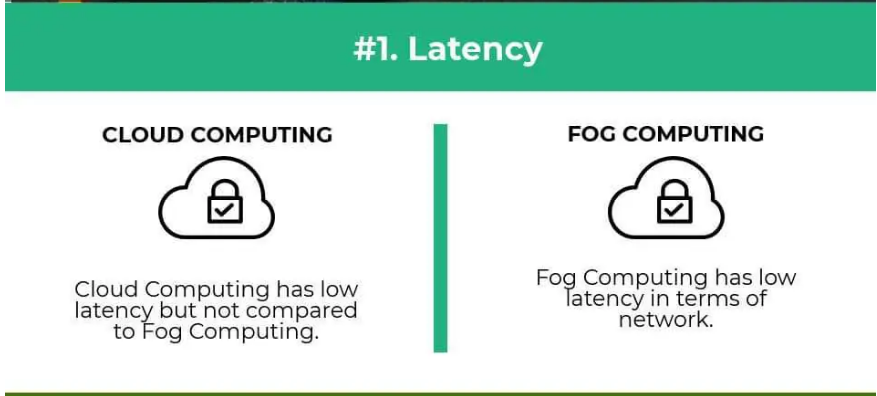 #1. Latency
CLOUD COMPUTING
Cloud Computing has low
latency but not compared
to Fog Computing.
FOG COMPUTING
Fog Computing has low
latency in terms of
network.